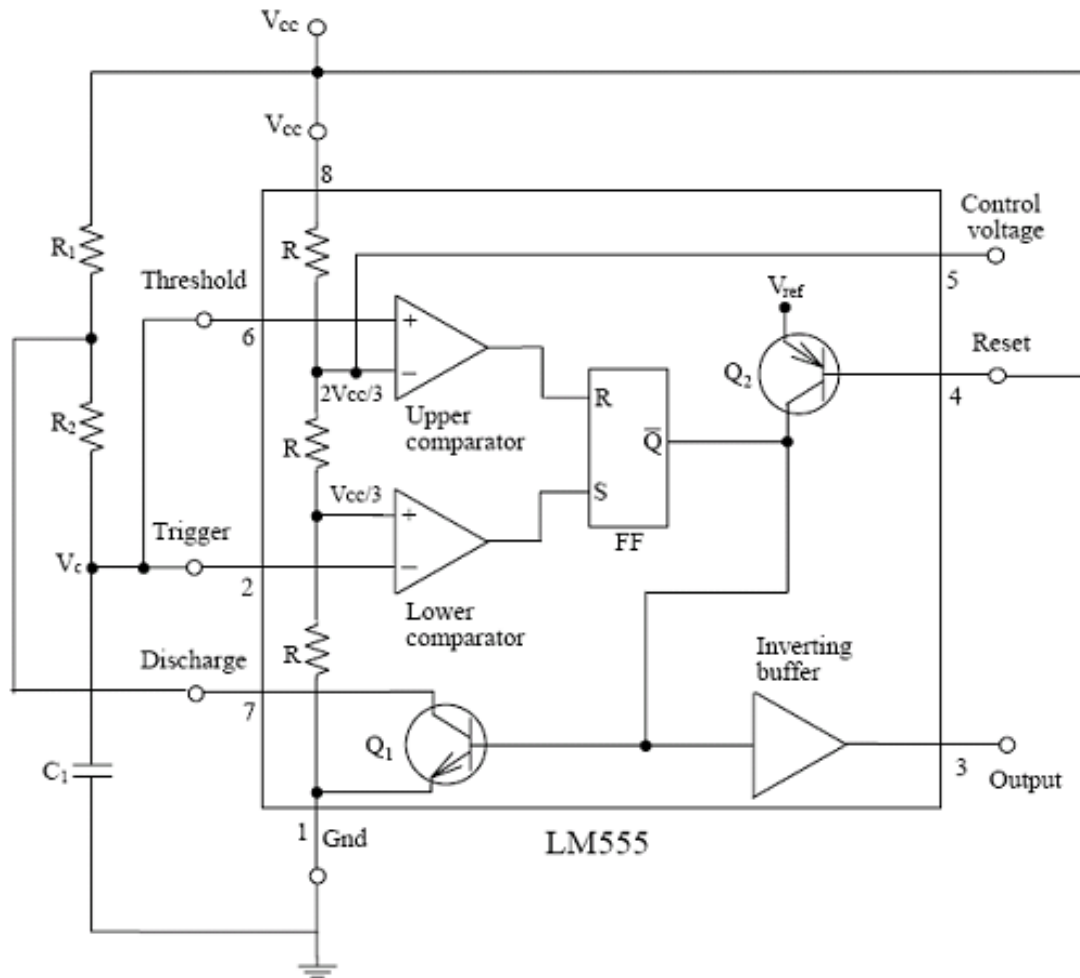 Vcc
Vcc
8
R1
R
Control
voltage
5
Threshold
6
Vref
+
−
2Vcc/3
Upper
comparator
Q2
Reset
4
R2
R
R
Q̅
S
FF
Vcc/3
+
−
Trigger
Vc
2
Lower
comparator
R
Discharge
7
Inverting
buffer
Q1
C1
3
Output
1
Gnd
LM555